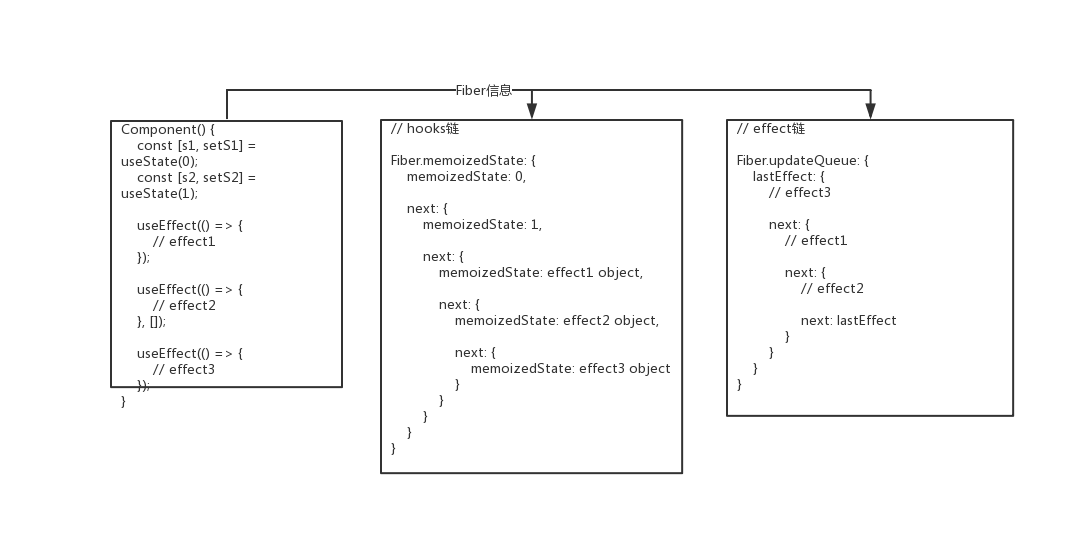 Fiber信息
Component() {
const [s1, setS1] =
useState(0);
const [s2, setS2] =
useState(1);
useEffect(() => {
// effect1
});
useEffect(() => {
// effect2
}, []);
useEffect(() => {
// effect3
});
}
// hooks链
Fiber.memoizedState: {
memoizedState: 0,
next: {
memoizedState: 1,
next: {
memoizedState: effect1 object,
next: {
memoizedState: effect2 object,
next: {
memoizedState: effect3 object
}
}
}
}
}
// effect链
Fiber.updateQueue: {
lastEffect: {
// effect3
next: {
// effect1
next: {
// effect2
next: lastEffect
}
}
}
}